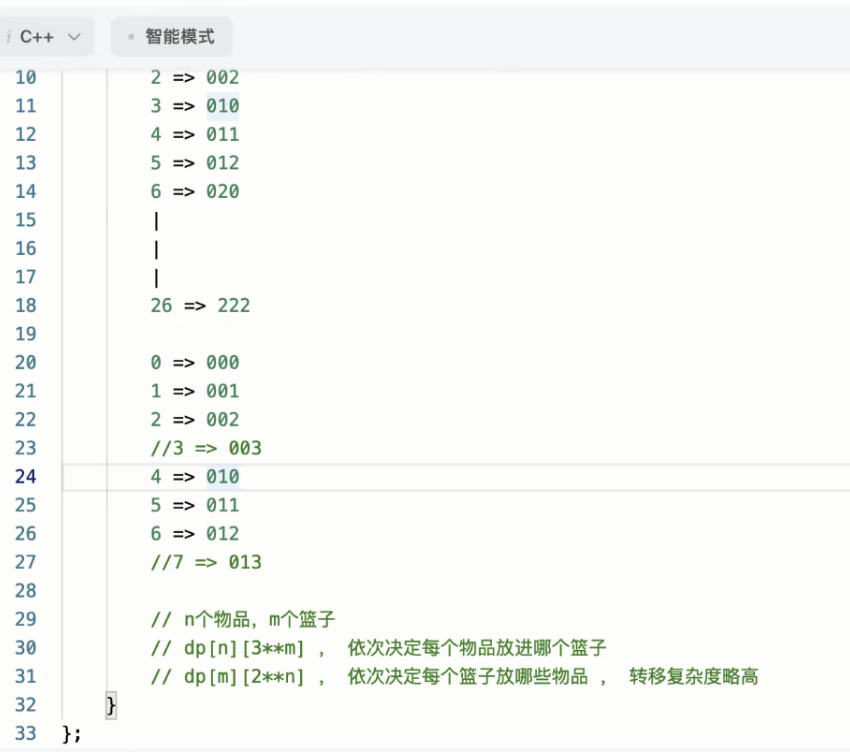 i C++
智能模式
10 2 => 002
11 3 => 010
12 4 => 011
13 5 => 012
14 6 => 020
15 |
16 |
17 |
18 26 => 222
19
20 0 => 000
21 1 => 001
22 2 => 002
23 //3 => 003
24 4 => 010
25 5 => 011
26 6 => 012
27 //7 => 013
28
29 // n个物品，m个篮子
30 // dp[n][3**m] ， 依次决定每个物品放进哪个篮子
31 // dp[m][2**n] ， 依次决定每个篮子放哪些物品 ， 转移复杂度略高
32 }
33 };